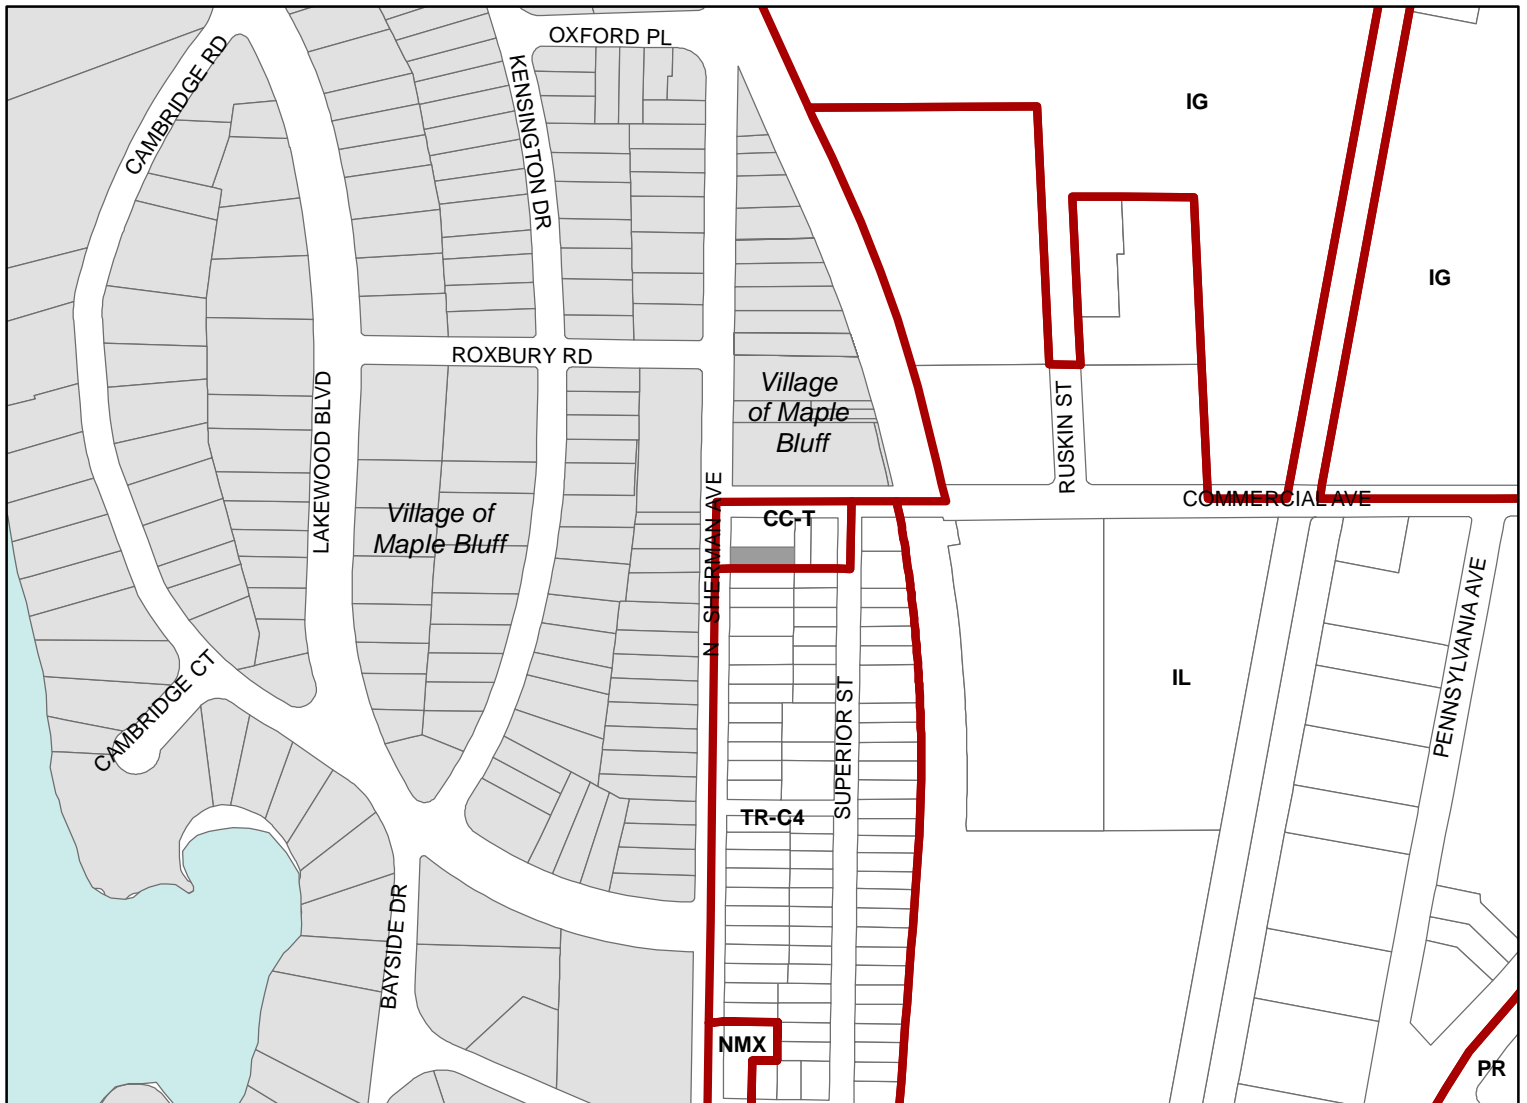 OXFORD PL
CAMBRIDGE RD
KENSINGTON DR
IG
IG
ROXBURY RD
LAKEWOOD BLVD
Village
of Maple
Bluff
RUSKIN ST
COMMERCIAL AVE
Village of
Maple Bluff
N SHERMAN AVE
CC-T
PENNSYLVANIA AVE
CAMBRIDGE CT
SUPERIOR ST
IL
TR-C4
BAYSIDE DR
NMX
PR